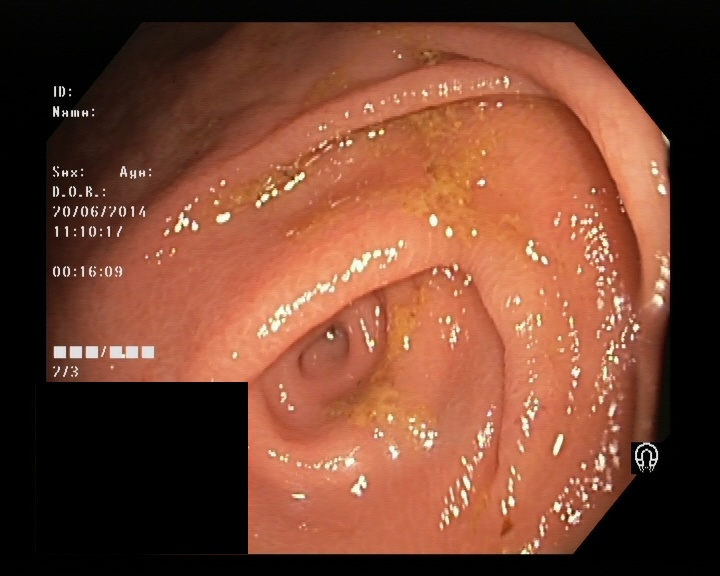 ID:
Name:
Sex: Age:
D.O.B.:
20/06/2014
11:10:17
00:16:09
■■■/■■■■
2/3